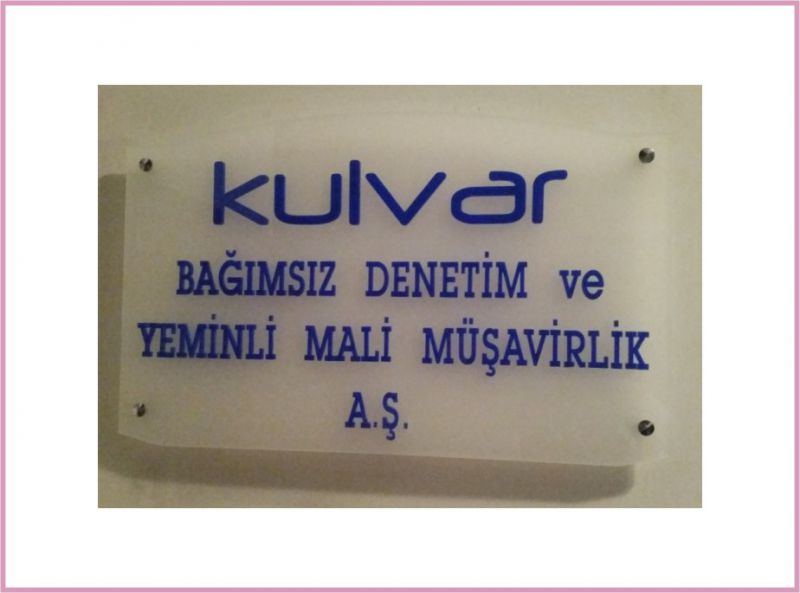 kulvar
BAĞIMSIZ DENETİM ve
YEMİNLİ MALİ MÜŞAVİRLİK
A.Ş.